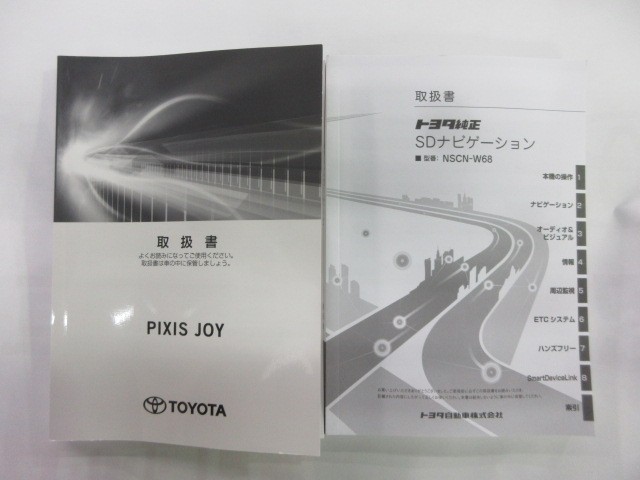 取扱書
よくお読みになってご使用ください。
取扱書は車の中に保管しましょう。
PIXIS JOY
TOYOTA
取扱書
トヨタ純正
SDナビゲーション
■ 型番: NSCN-W68
本機の操作 1
ナビゲーション 2
オーディオ&
ビジュアル 3
情報 4
周辺監視 5
ETCシステム 6
ハンズフリー 7
SmartDeviceLink 8
索引
トヨタ自動車株式会社